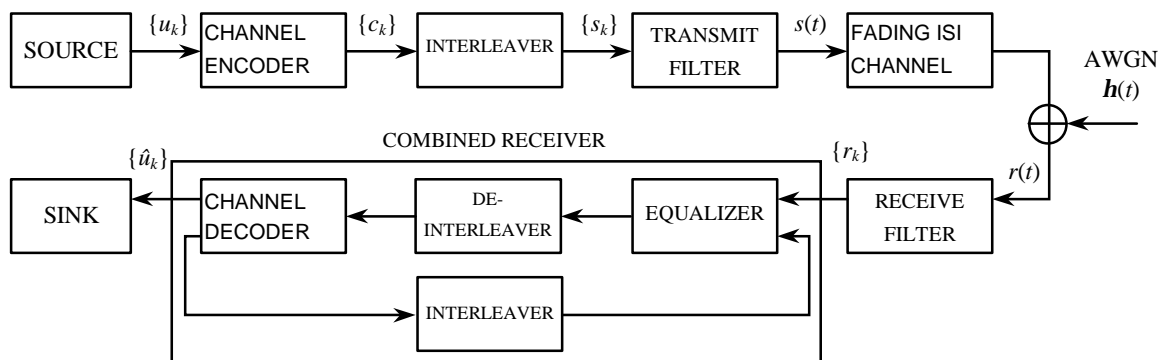 {u_k} {c_k} {s_k} s(t)
SOURCE
CHANNEL
ENCODER
INTERLEAVER
TRANSMIT
FILTER
FADING ISI
CHANNEL
AWGN
h(t)
COMBINED RECEIVER
{û_k} {r_k} r(t)
SINK
CHANNEL
DECODER
DE-
INTERLEAVER
EQUALIZER
RECEIVE
FILTER
INTERLEAVER